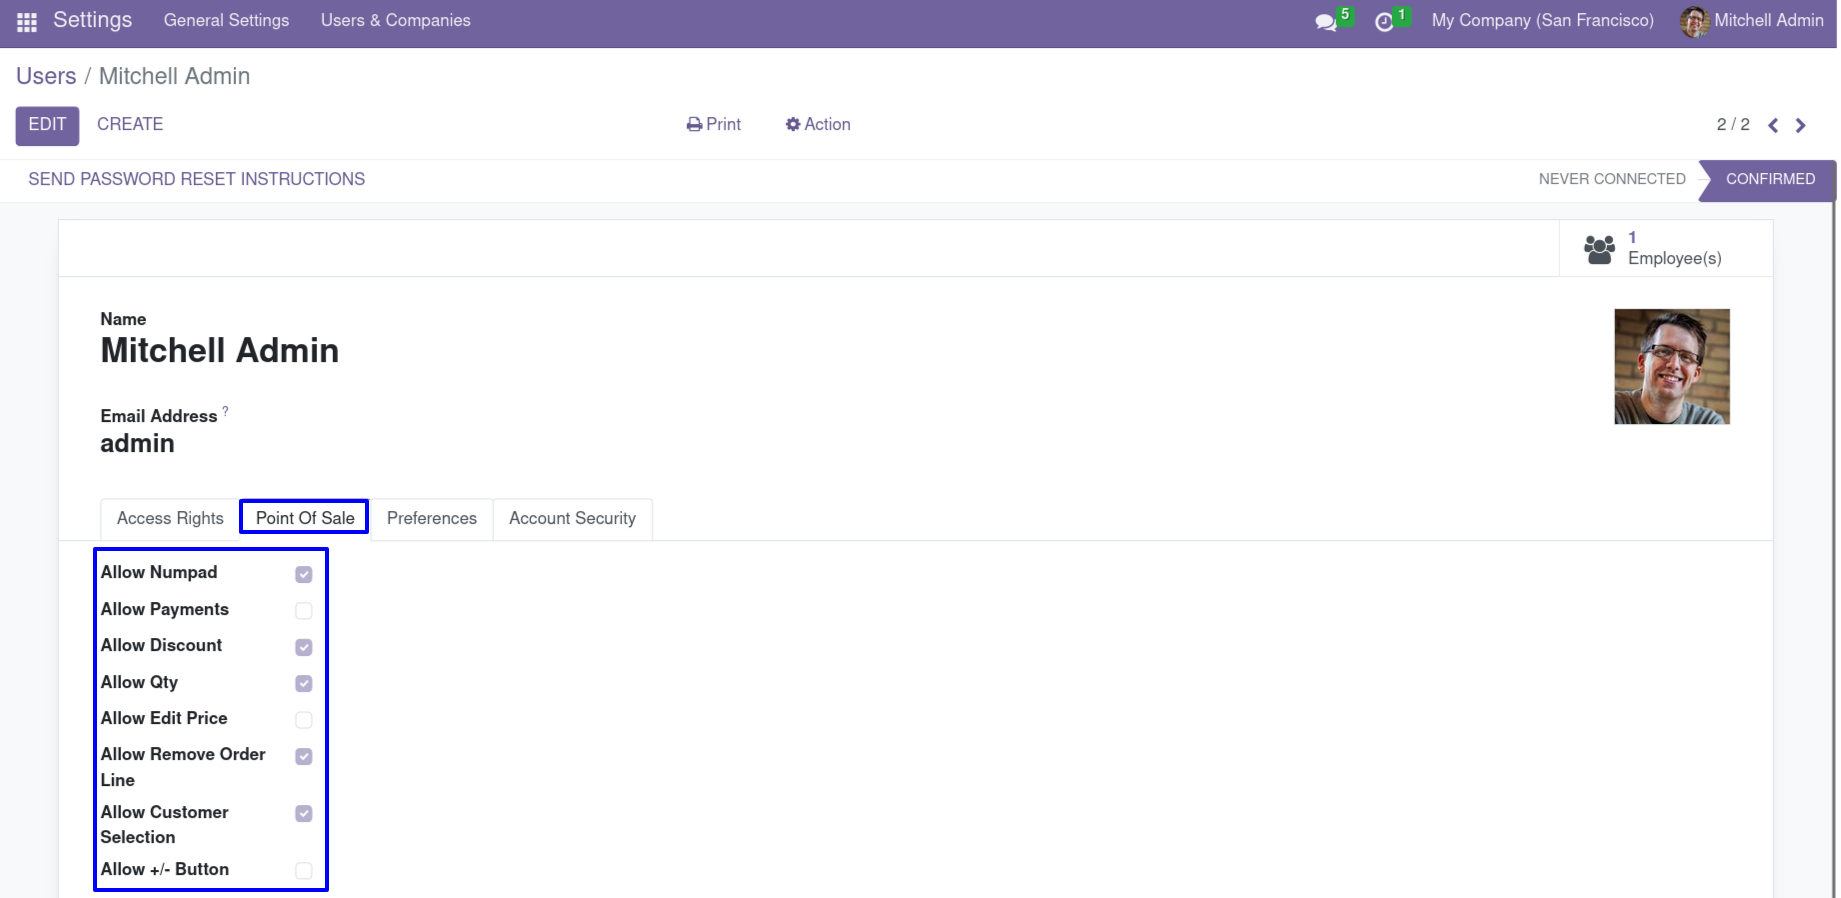 Settings General Settings Users & Companies 5 1 My Company (San Francisco) Mitchell Admin
Users / Mitchell Admin
EDIT CREATE Print Action 2 / 2
SEND PASSWORD RESET INSTRUCTIONS NEVER CONNECTED CONFIRMED
1
Employee(s)
Name
Mitchell Admin
Email Address ?
admin
Access Rights Point Of Sale Preferences Account Security
Allow Numpad
Allow Payments
Allow Discount
Allow Qty
Allow Edit Price
Allow Remove Order
Line
Allow Customer
Selection
Allow +/- Button